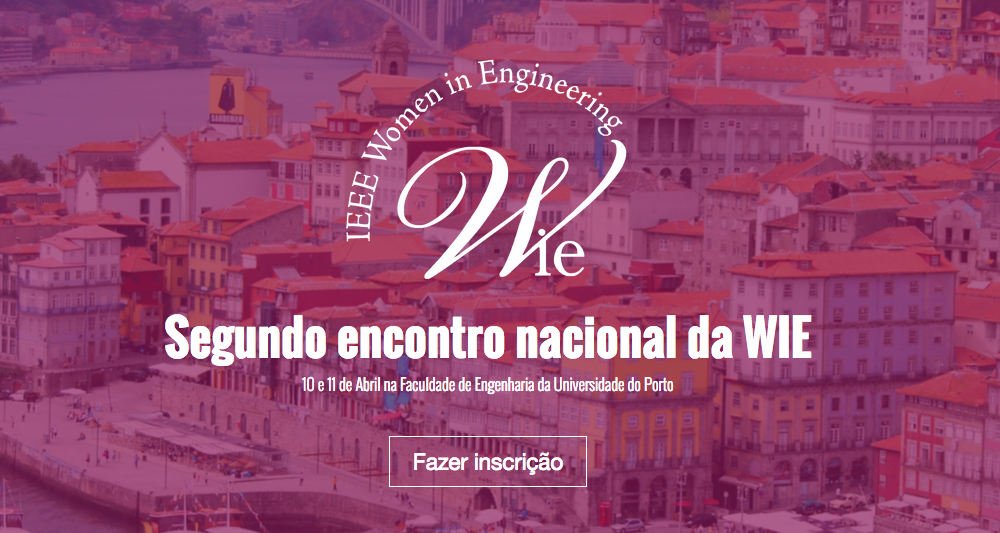 SANDEMAN
IEEE Women in Engineering
Wie
Segundo encontro nacional da WIE
10 e 11 de Abril na Faculdade de Engenharia da Universidade do Porto
Fazer inscrição